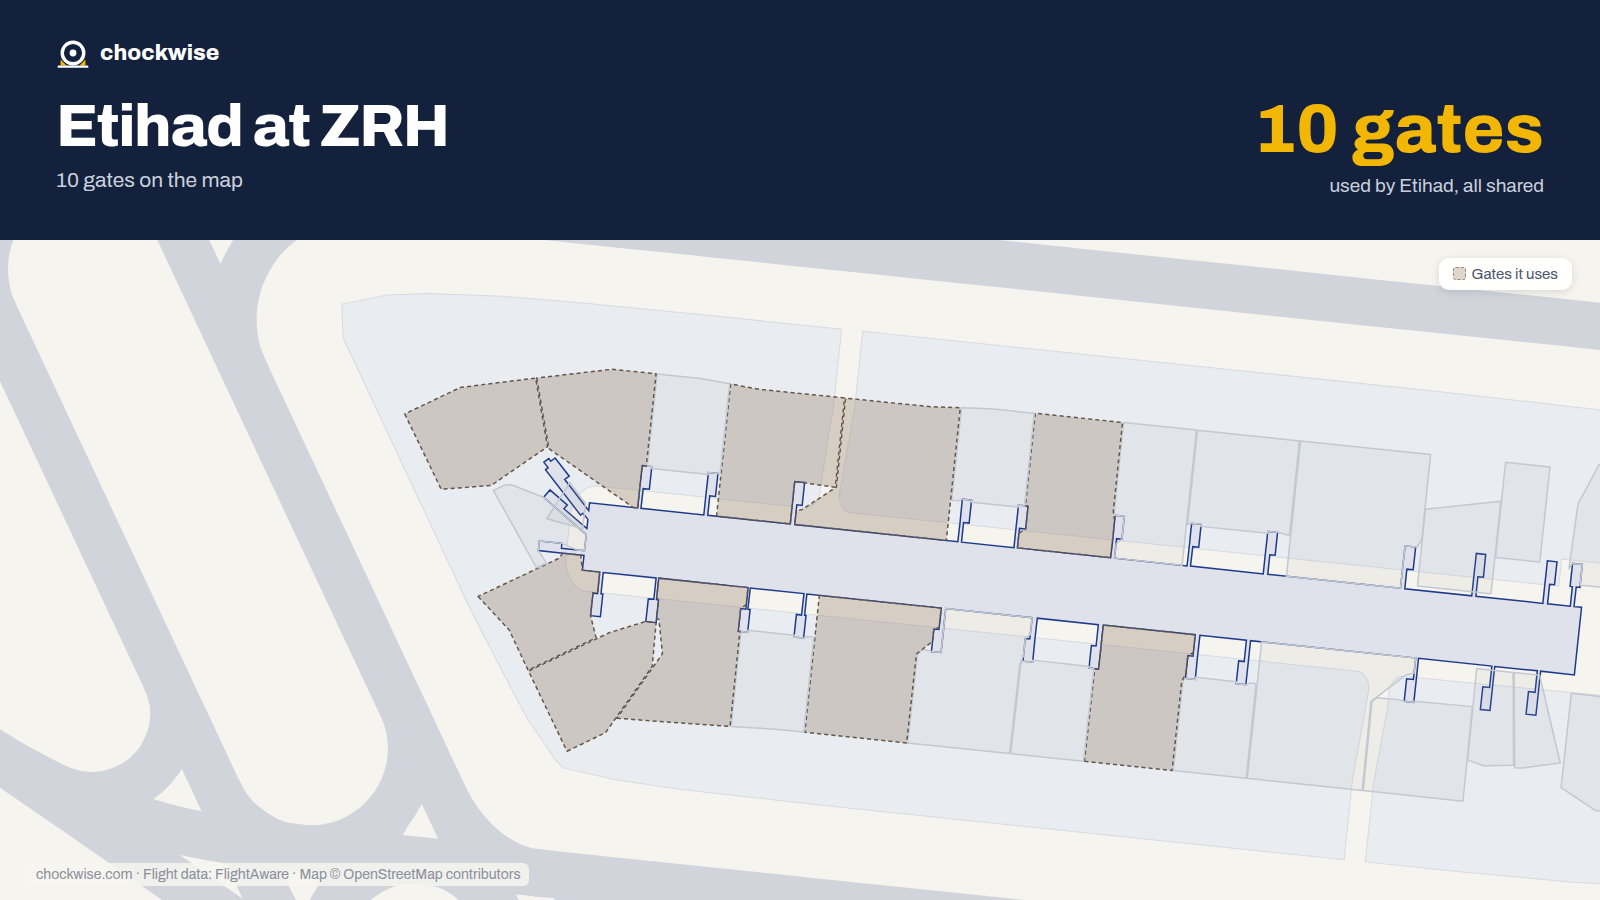 chockwise
Etihad at ZRH
10 gates on the map
10 gates
used by Etihad, all shared
Gates it uses
chockwise.com · Flight data: FlightAware · Map © OpenStreetMap contributors